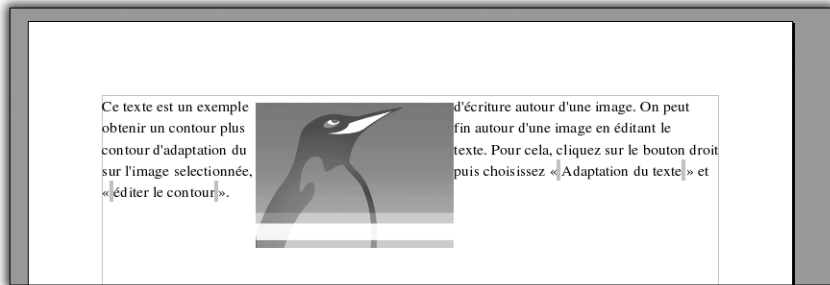 Ce texte est un exemple d'écriture autour d'une image. On peut
obtenir un contour plus fin autour d'une image en éditant le
contour d'adaptation du texte. Pour cela, cliquez sur le bouton droit
sur l'image selectionnée, puis choisissez « Adaptation du texte » et
« éditer le contour ».